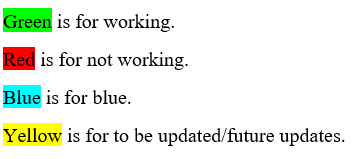 Green is for working.
Red is for not working.
Blue is for blue.
Yellow is for to be updated/future updates.